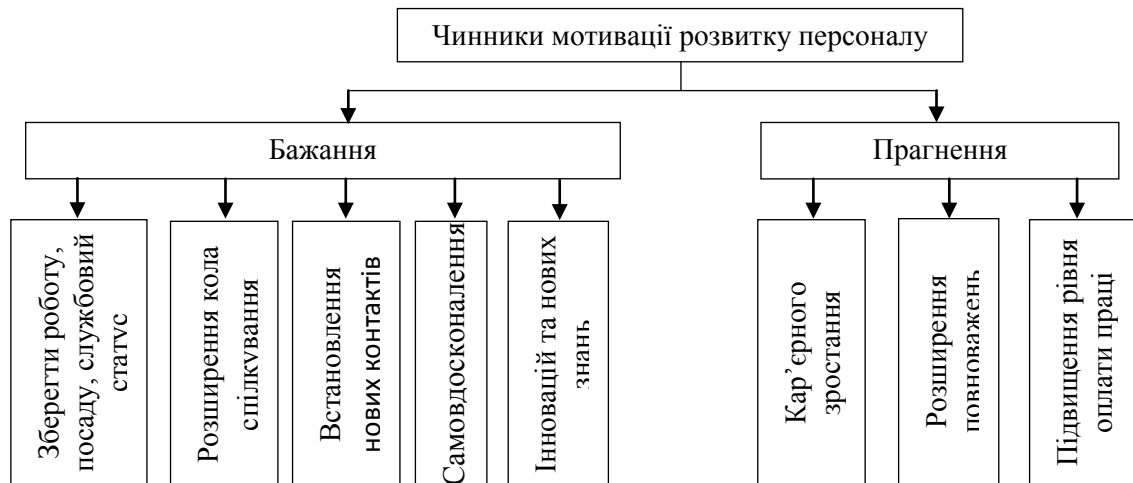 Чинники мотивації розвитку персоналу
Бажання
Прагнення
Зберегти роботу,
посаду, службовий
статус
Розширення кола
спілкування
Встановлення
нових контактів
Самовдосконалення
Інновацій та нових
знань
Кар’єрного
зростання
Розширення
повноважень
Підвищення рівня
оплати праці